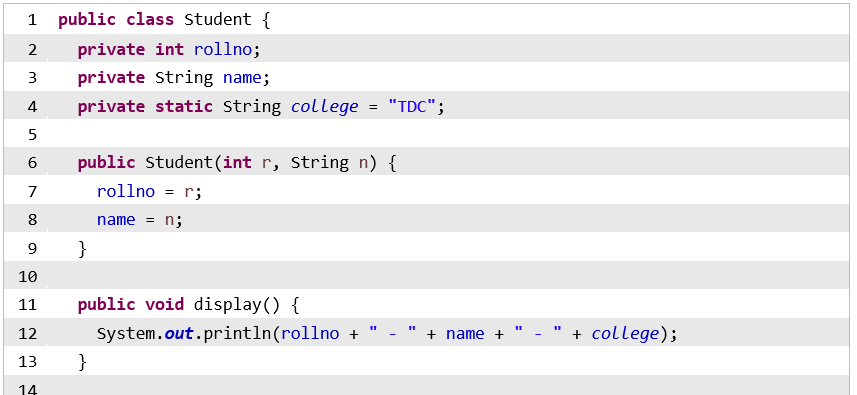 1 public class Student {
2 private int rollno;
3 private String name;
4 private static String college = "TDC";
5
6 public Student(int r, String n) {
7 rollno = r;
8 name = n;
9 }
10
11 public void display() {
12 System.out.println(rollno + " - " + name + " - " + college);
13 }
14